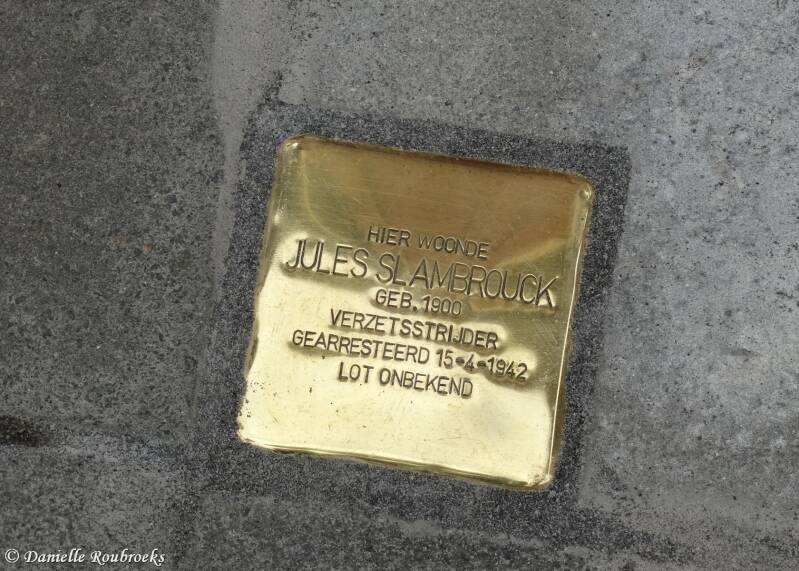 HIER WOONDE
JULES SLAMBROUCK
GEB. 1900
VERZETSSTRIJDER
GEARRESTEERD 15-4-1942
LOT ONBEKEND
© Danielle Roubroeks